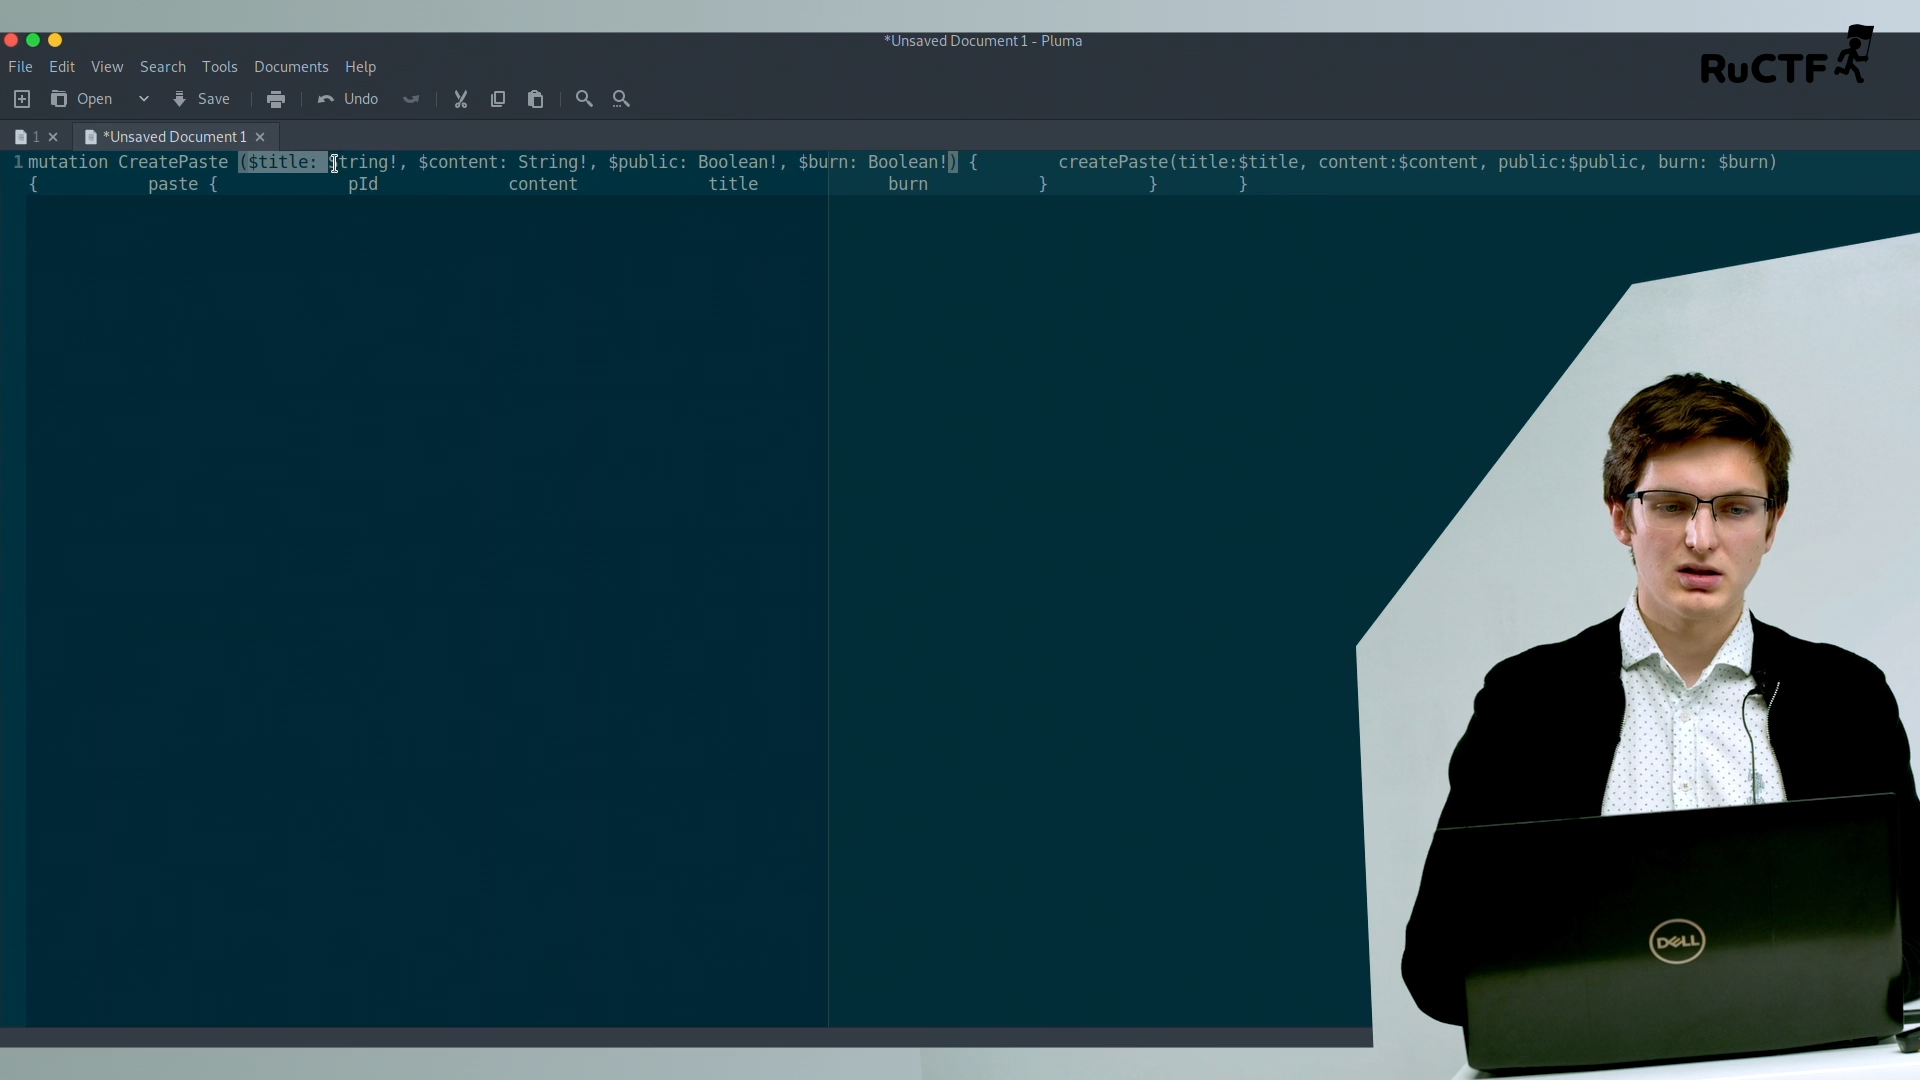 *Unsaved Document 1 - Pluma
RuCTF
File Edit View Search Tools Documents Help
Open Save Undo
1 *Unsaved Document 1
1 mutation CreatePaste ($title: String!, $content: String!, $public: Boolean!, $burn: Boolean!) { createPaste(title:$title, content:$content, public:$public, burn: $burn)
{ paste { pId content title burn } } }
DELL